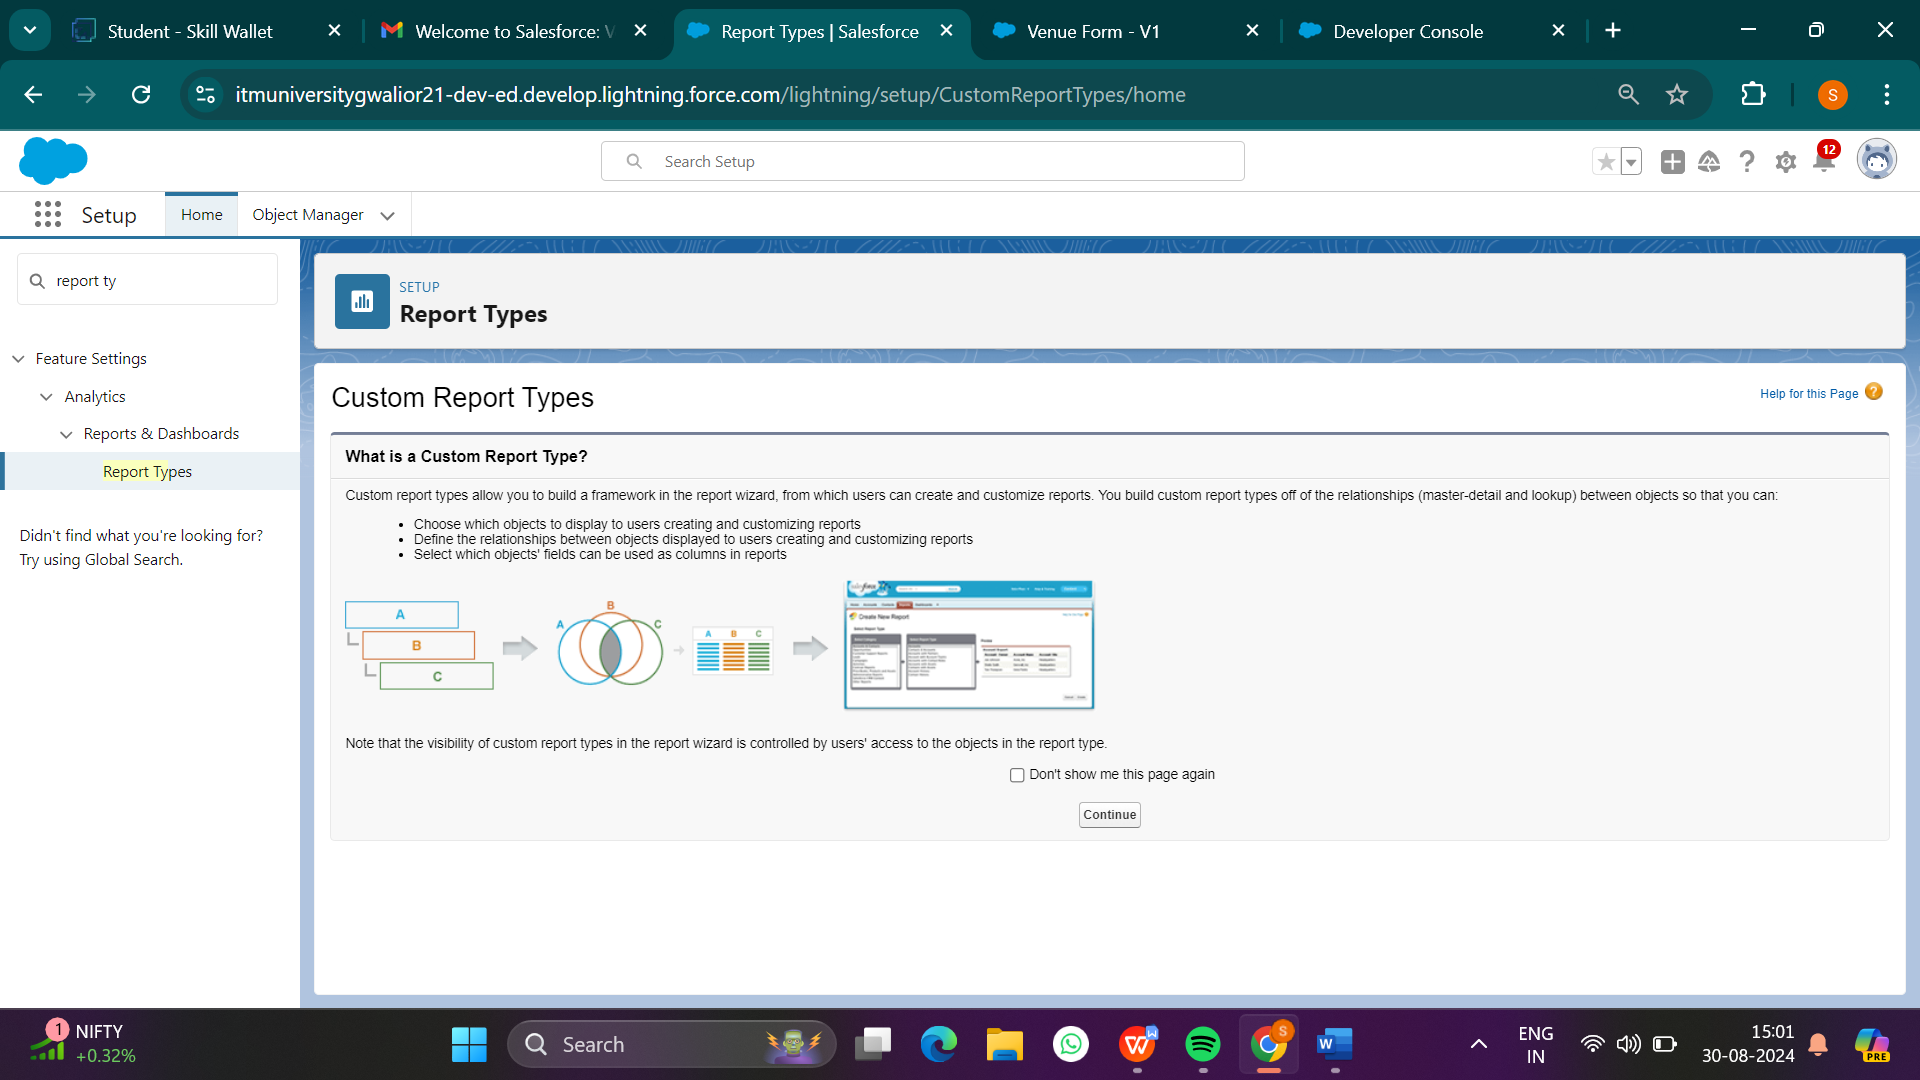 Student - Skill Wallet
Welcome to Salesforce: V
Report Types | Salesforce
Venue Form - V1
Developer Console
itmuniversitygwalior21-dev-ed.develop.lightning.force.com/lightning/setup/CustomReportTypes/home
S
Search Setup
12
Setup
Home
Object Manager
report ty
SETUP
Report Types
Feature Settings
Analytics
Reports & Dashboards
Report Types
Didn't find what you're looking for?
Try using Global Search.
Custom Report Types
Help for this Page
What is a Custom Report Type?
Custom report types allow you to build a framework in the report wizard, from which users can create and customize reports. You build custom report types off of the relationships (master-detail and lookup) between objects so that you can:
• Choose which objects to display to users creating and customizing reports
• Define the relationships between objects displayed to users creating and customizing reports
• Select which objects' fields can be used as columns in reports
A
B
C
A
B
C
A B C
Create New Report
Note that the visibility of custom report types in the report wizard is controlled by users' access to the objects in the report type.
Don't show me this page again
Continue
1
NIFTY
+0.32%
Search
S
ENG
IN
15:01
30-08-2024
PRE